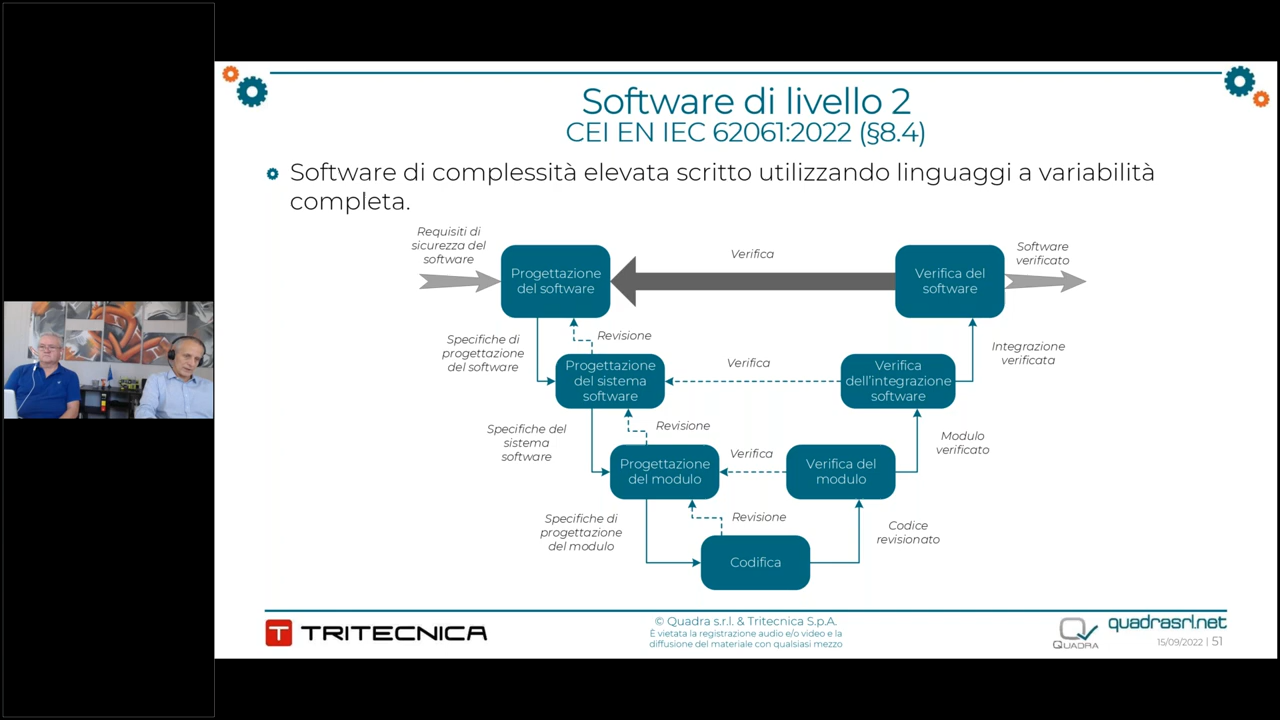 Software di livello 2
CEI EN IEC 62061:2022 (§8.4)
Software di complessità elevata scritto utilizzando linguaggi a variabilità
completa.
Requisiti di
sicurezza del
software
Progettazione
del software
Verifica
Verifica del
software
Software
verificato
Specifiche di
progettazione
del software
Revisione
Progettazione
del sistema
software
Verifica
Verifica
dell'integrazione
software
Integrazione
verificata
Specifiche del
sistema
software
Revisione
Progettazione
del modulo
Verifica
Verifica del
modulo
Modulo
verificato
Specifiche di
progettazione
del modulo
Revisione
Codifica
Codice
revisionato
T TRITECNICA
© Quadra s.r.l. & Tritecnica S.p.A.
È vietata la registrazione audio e/o video e la
diffusione del materiale con qualsiasi mezzo
QUADRA
quadrasrl.net
15/09/2022 | 51